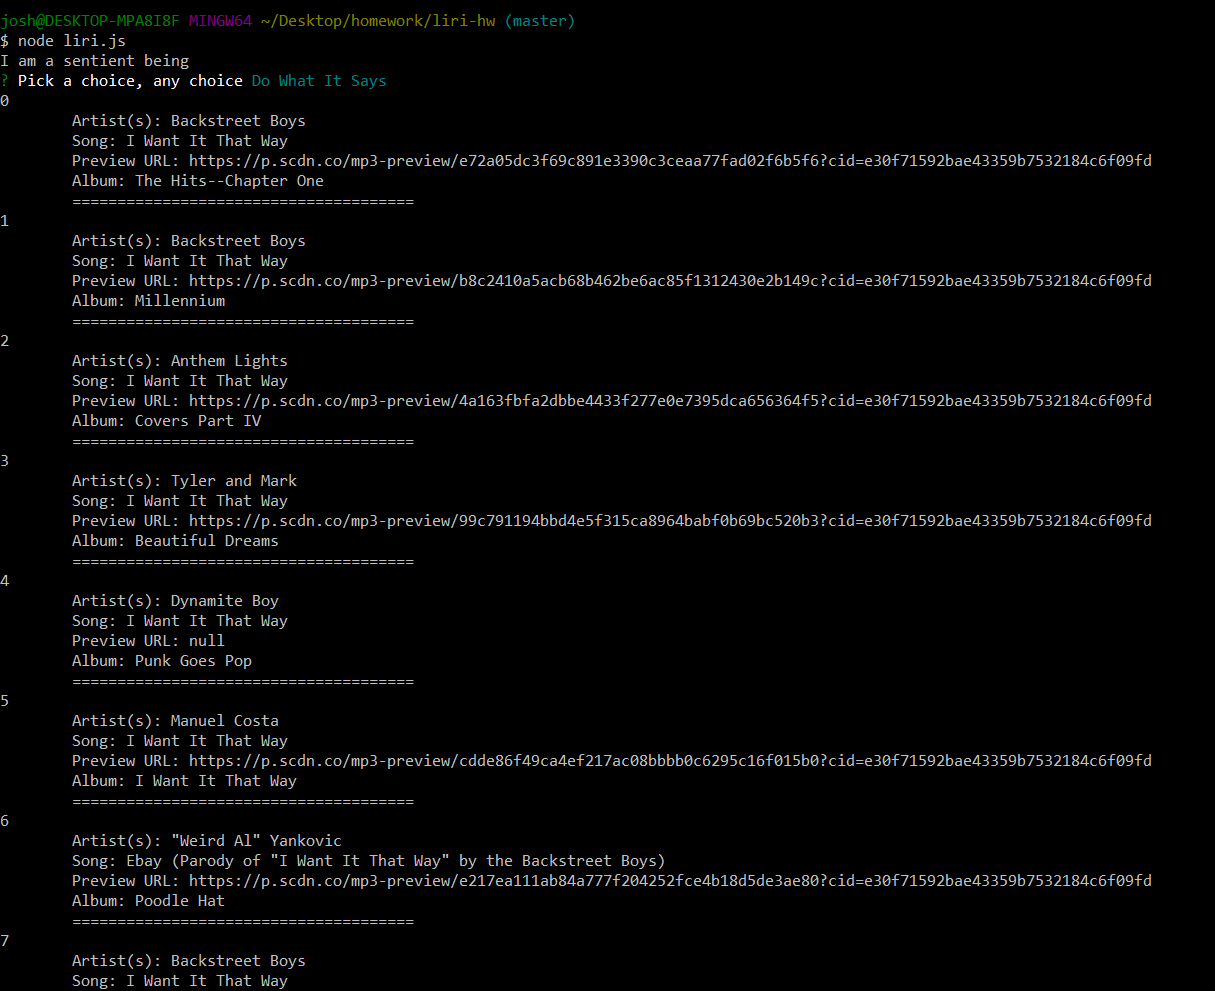 josh@DESKTOP-MPA8I8F MINGW64 ~/Desktop/homework/liri-hw (master)
$ node liri.js
I am a sentient being
? Pick a choice, any choice Do What It Says
0
Artist(s): Backstreet Boys
Song: I Want It That Way
Preview URL: https://p.scdn.co/mp3-preview/e72a05dc3f69c891e3390c3ceaa77fad02f6b5f6?cid=e30f71592bae43359b7532184c6f09fd
Album: The Hits--Chapter One
======================================
1
Artist(s): Backstreet Boys
Song: I Want It That Way
Preview URL: https://p.scdn.co/mp3-preview/b8c2410a5acb68b462be6ac85f1312430e2b149c?cid=e30f71592bae43359b7532184c6f09fd
Album: Millennium
======================================
2
Artist(s): Anthem Lights
Song: I Want It That Way
Preview URL: https://p.scdn.co/mp3-preview/4a163fbfa2dbbe4433f277e0e7395dca656364f5?cid=e30f71592bae43359b7532184c6f09fd
Album: Covers Part IV
======================================
3
Artist(s): Tyler and Mark
Song: I Want It That Way
Preview URL: https://p.scdn.co/mp3-preview/99c791194bbd4e5f315ca8964babf0b69bc520b3?cid=e30f71592bae43359b7532184c6f09fd
Album: Beautiful Dreams
======================================
4
Artist(s): Dynamite Boy
Song: I Want It That Way
Preview URL: null
Album: Punk Goes Pop
======================================
5
Artist(s): Manuel Costa
Song: I Want It That Way
Preview URL: https://p.scdn.co/mp3-preview/cdde86f49ca4ef217ac08bbbb0c6295c16f015b0?cid=e30f71592bae43359b7532184c6f09fd
Album: I Want It That Way
======================================
6
Artist(s): "Weird Al" Yankovic
Song: Ebay (Parody of "I Want It That Way" by the Backstreet Boys)
Preview URL: https://p.scdn.co/mp3-preview/e217ea111ab84a777f204252fce4b18d5de3ae80?cid=e30f71592bae43359b7532184c6f09fd
Album: Poodle Hat
======================================
7
Artist(s): Backstreet Boys
Song: I Want It That Way